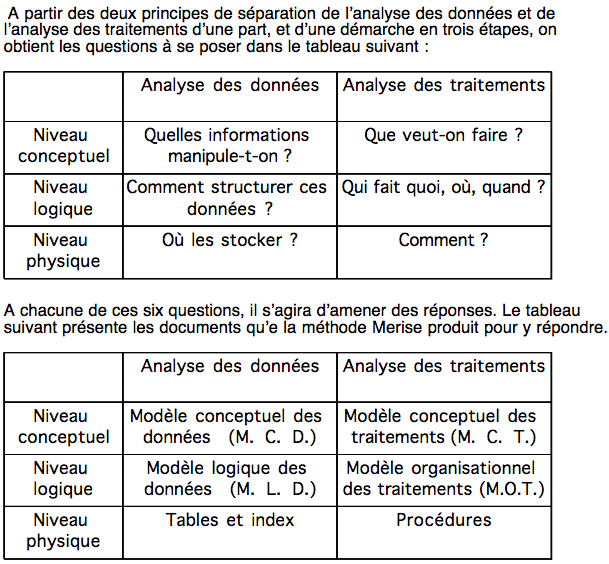 A partir des deux principes de séparation de l'analyse des données et de
l'analyse des traitements d'une part, et d'une démarche en trois étapes, on
obtient les questions à se poser dans le tableau suivant :
Analyse des données Analyse des traitements
Niveau conceptuel
Quelles informations manipule-t-on ?
Que veut-on faire ?
Niveau logique
Comment structurer ces données ?
Qui fait quoi, où, quand ?
Niveau physique
Où les stocker ?
Comment ?
A chacune de ces six questions, il s'agira d'amener des réponses. Le tableau
suivant présente les documents qu'e la méthode Merise produit pour y répondre.
Analyse des données Analyse des traitements
Niveau conceptuel
Modèle conceptuel des données (M. C. D.)
Modèle conceptuel des traitements (M. C. T.)
Niveau logique
Modèle logique des données (M. L. D.)
Modèle organisationnel des traitements (M.O.T.)
Niveau physique
Tables et index
Procédures